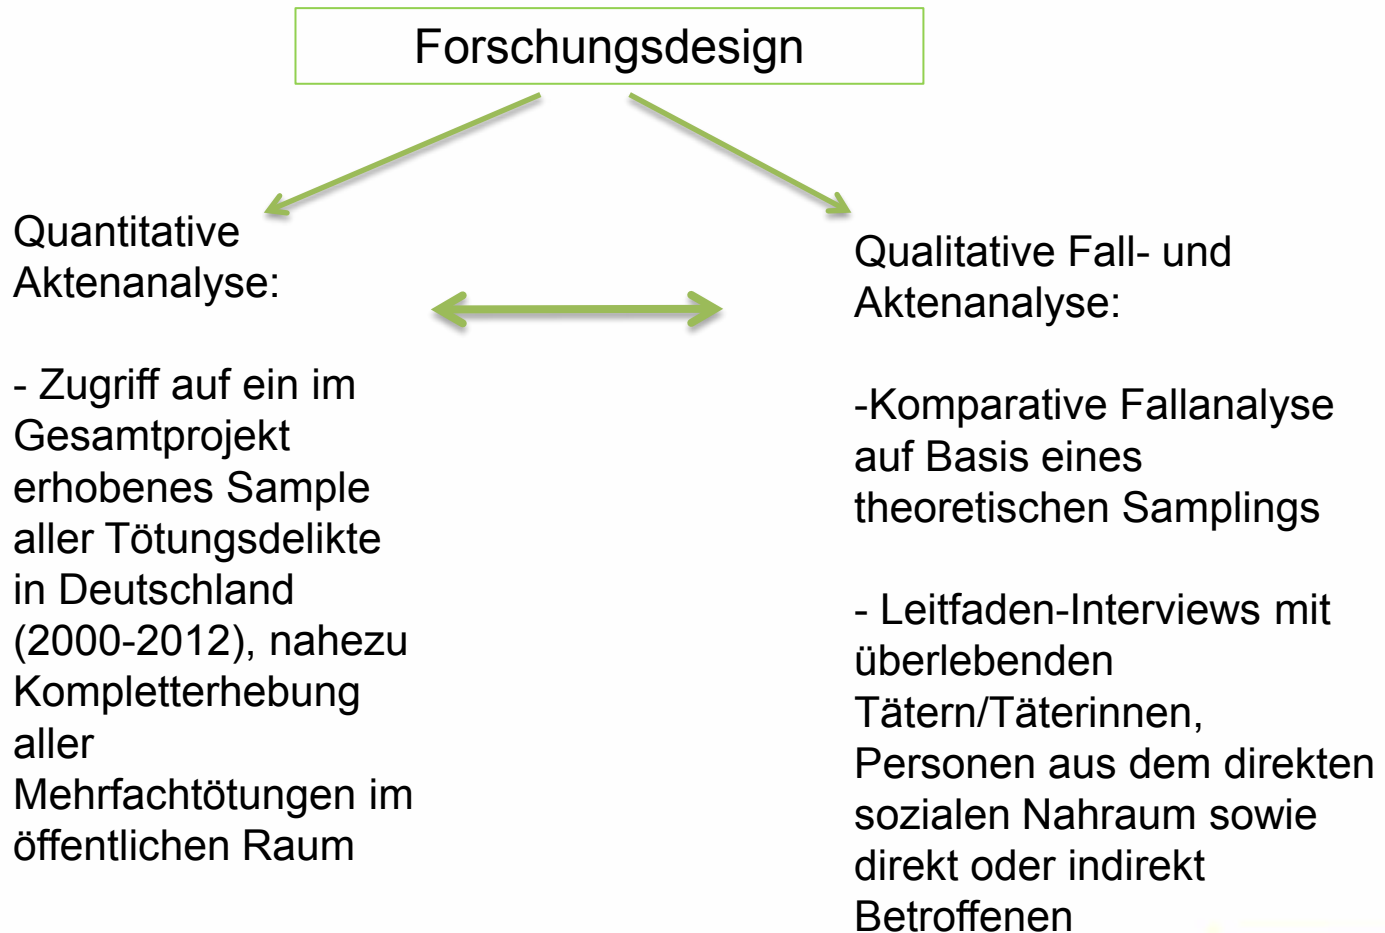 Forschungsdesign
Quantitative
Aktenanalyse:
- Zugriff auf ein im
Gesamtprojekt
erhobenes Sample
aller Tötungsdelikte
in Deutschland
(2000-2012), nahezu
Kompletterhebung
aller
Mehrfachtötungen im
öffentlichen Raum
Qualitative Fall- und
Aktenanalyse:
-Komparative Fallanalyse
auf Basis eines
theoretischen Samplings
- Leitfaden-Interviews mit
überlebenden
Tätern/Täterinnen,
Personen aus dem direkten
sozialen Nahraum sowie
direkt oder indirekt
Betroffenen